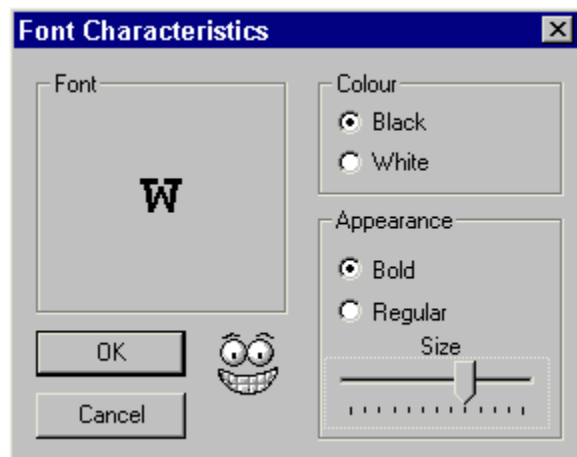 Font Characteristics
Font
W
OK
Cancel
Colour
Black
White
Appearance
Bold
Regular
Size